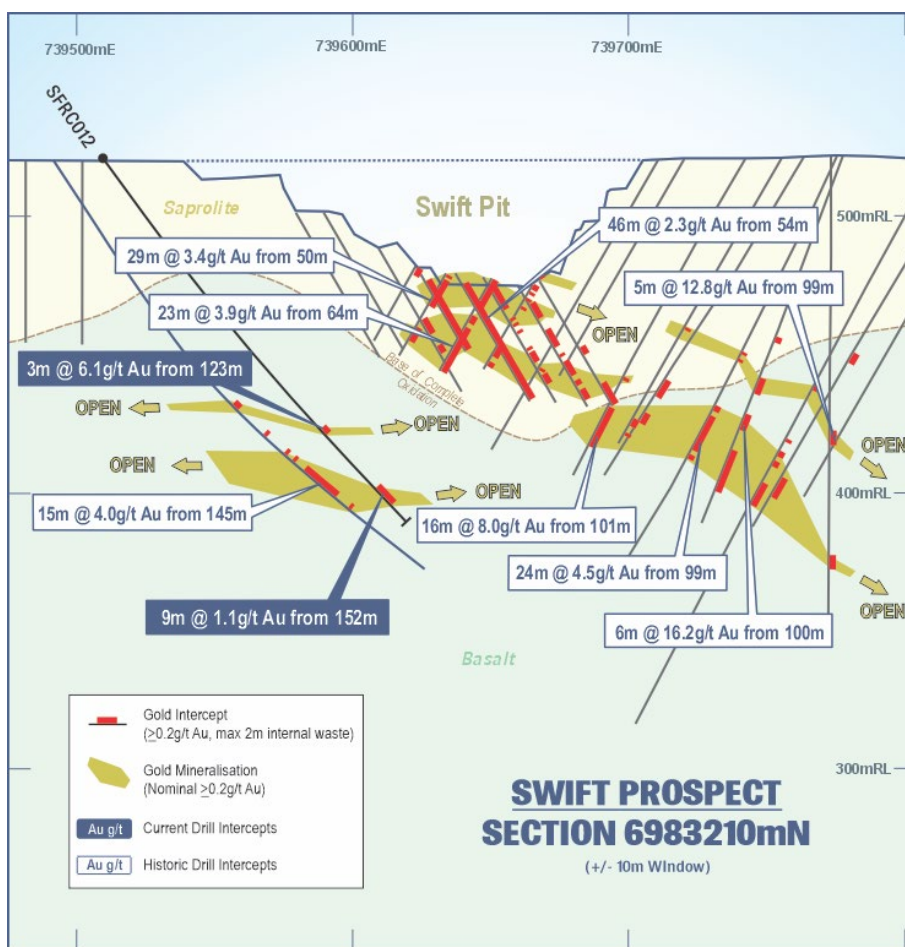 739500mE
739600mE
739700mE
SFRC012
500mRL
Saprolite
Swift Pit
46m @ 2.3g/t Au from 54m
29m @ 3.4g/t Au from 50m
5m @ 12.8g/t Au from 99m
23m @ 3.9g/t Au from 64m
OPEN
3m @ 6.1g/t Au from 123m
Base of Complete
Oxidation
OPEN
OPEN
OPEN
OPEN
OPEN
400mRL
15m @ 4.0g/t Au from 145m
16m @ 8.0g/t Au from 101m
24m @ 4.5g/t Au from 99m
OPEN
9m @ 1.1g/t Au from 152m
6m @ 16.2g/t Au from 100m
Basalt
Gold Intercept
(≥0.2g/t Au, max 2m internal waste)
Gold Mineralisation
(Nominal ≥0.2g/t Au)
300mRL
Au g/t Current Drill Intercepts
Au g/t Historic Drill Intercepts
SWIFT PROSPECT
SECTION 6983210mN
(+/- 10m Window)